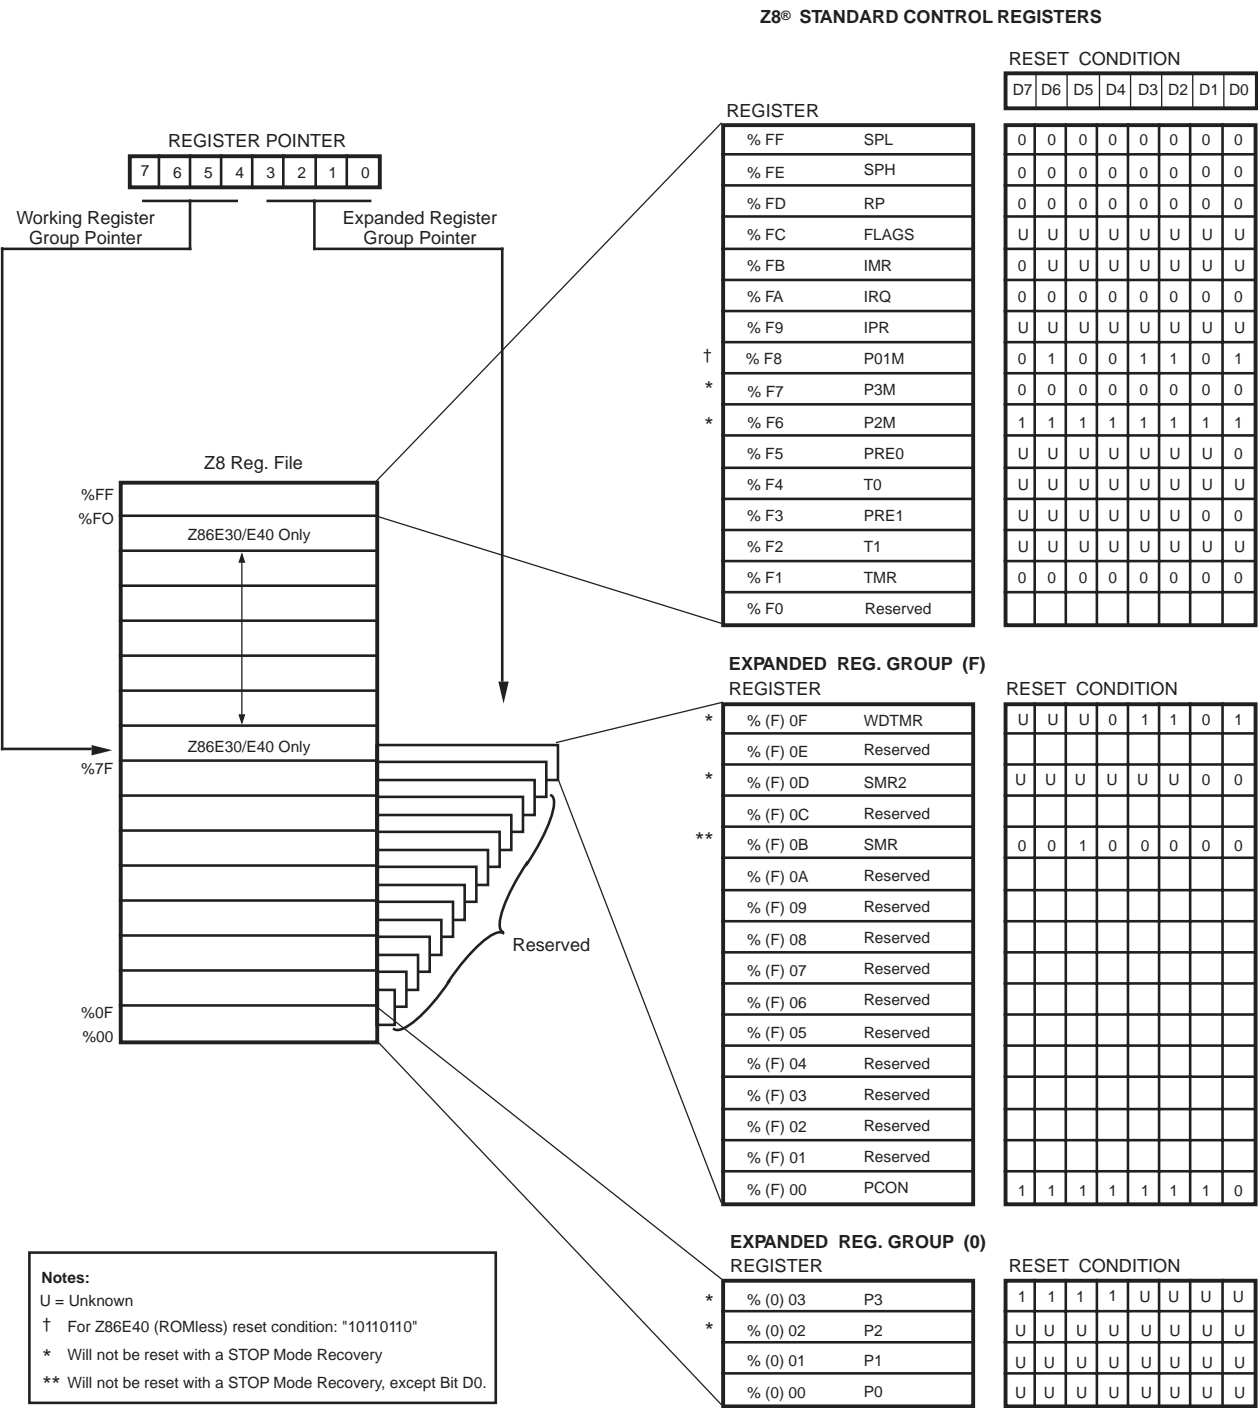 Z8® STANDARD CONTROL REGISTERS
RESET CONDITION
D7 D6 D5 D4 D3 D2 D1 D0
REGISTER
% FF SPL 0 0 0 0 0 0 0 0
% FE SPH 0 0 0 0 0 0 0 0
% FD RP 0 0 0 0 0 0 0 0
% FC FLAGS U U U U U U U U
% FB IMR 0 U U U U U U U
% FA IRQ 0 0 0 0 0 0 0 0
% F9 IPR U U U U U U U U
† % F8 P01M 0 1 0 0 1 1 0 1
* % F7 P3M 0 0 0 0 0 0 0 0
* % F6 P2M 1 1 1 1 1 1 1 1
% F5 PRE0 U U U U U U U 0
% F4 T0 U U U U U U U U
% F3 PRE1 U U U U U U 0 0
% F2 T1 U U U U U U U U
% F1 TMR 0 0 0 0 0 0 0 0
% F0 Reserved
REGISTER POINTER
7 6 5 4 3 2 1 0
Working Register
Group Pointer
Expanded Register
Group Pointer
Z8 Reg. File
%FF
%FO
Z86E30/E40 Only
Z86E30/E40 Only
%7F
Reserved
%0F
%00
EXPANDED REG. GROUP (F)
REGISTER
RESET CONDITION
* % (F) 0F WDTMR U U U 0 1 1 0 1
% (F) 0E Reserved
* % (F) 0D SMR2 U U U U U U 0 0
% (F) 0C Reserved
** % (F) 0B SMR 0 0 1 0 0 0 0 0
% (F) 0A Reserved
% (F) 09 Reserved
% (F) 08 Reserved
% (F) 07 Reserved
% (F) 06 Reserved
% (F) 05 Reserved
% (F) 04 Reserved
% (F) 03 Reserved
% (F) 02 Reserved
% (F) 01 Reserved
% (F) 00 PCON 1 1 1 1 1 1 1 0
EXPANDED REG. GROUP (0)
REGISTER
RESET CONDITION
* % (0) 03 P3 1 1 1 1 U U U U
* % (0) 02 P2 U U U U U U U U
% (0) 01 P1 U U U U U U U U
% (0) 00 P0 U U U U U U U U
Notes:
U = Unknown
† For Z86E40 (ROMless) reset condition: "10110110"
* Will not be reset with a STOP Mode Recovery
** Will not be reset with a STOP Mode Recovery, except Bit D0.